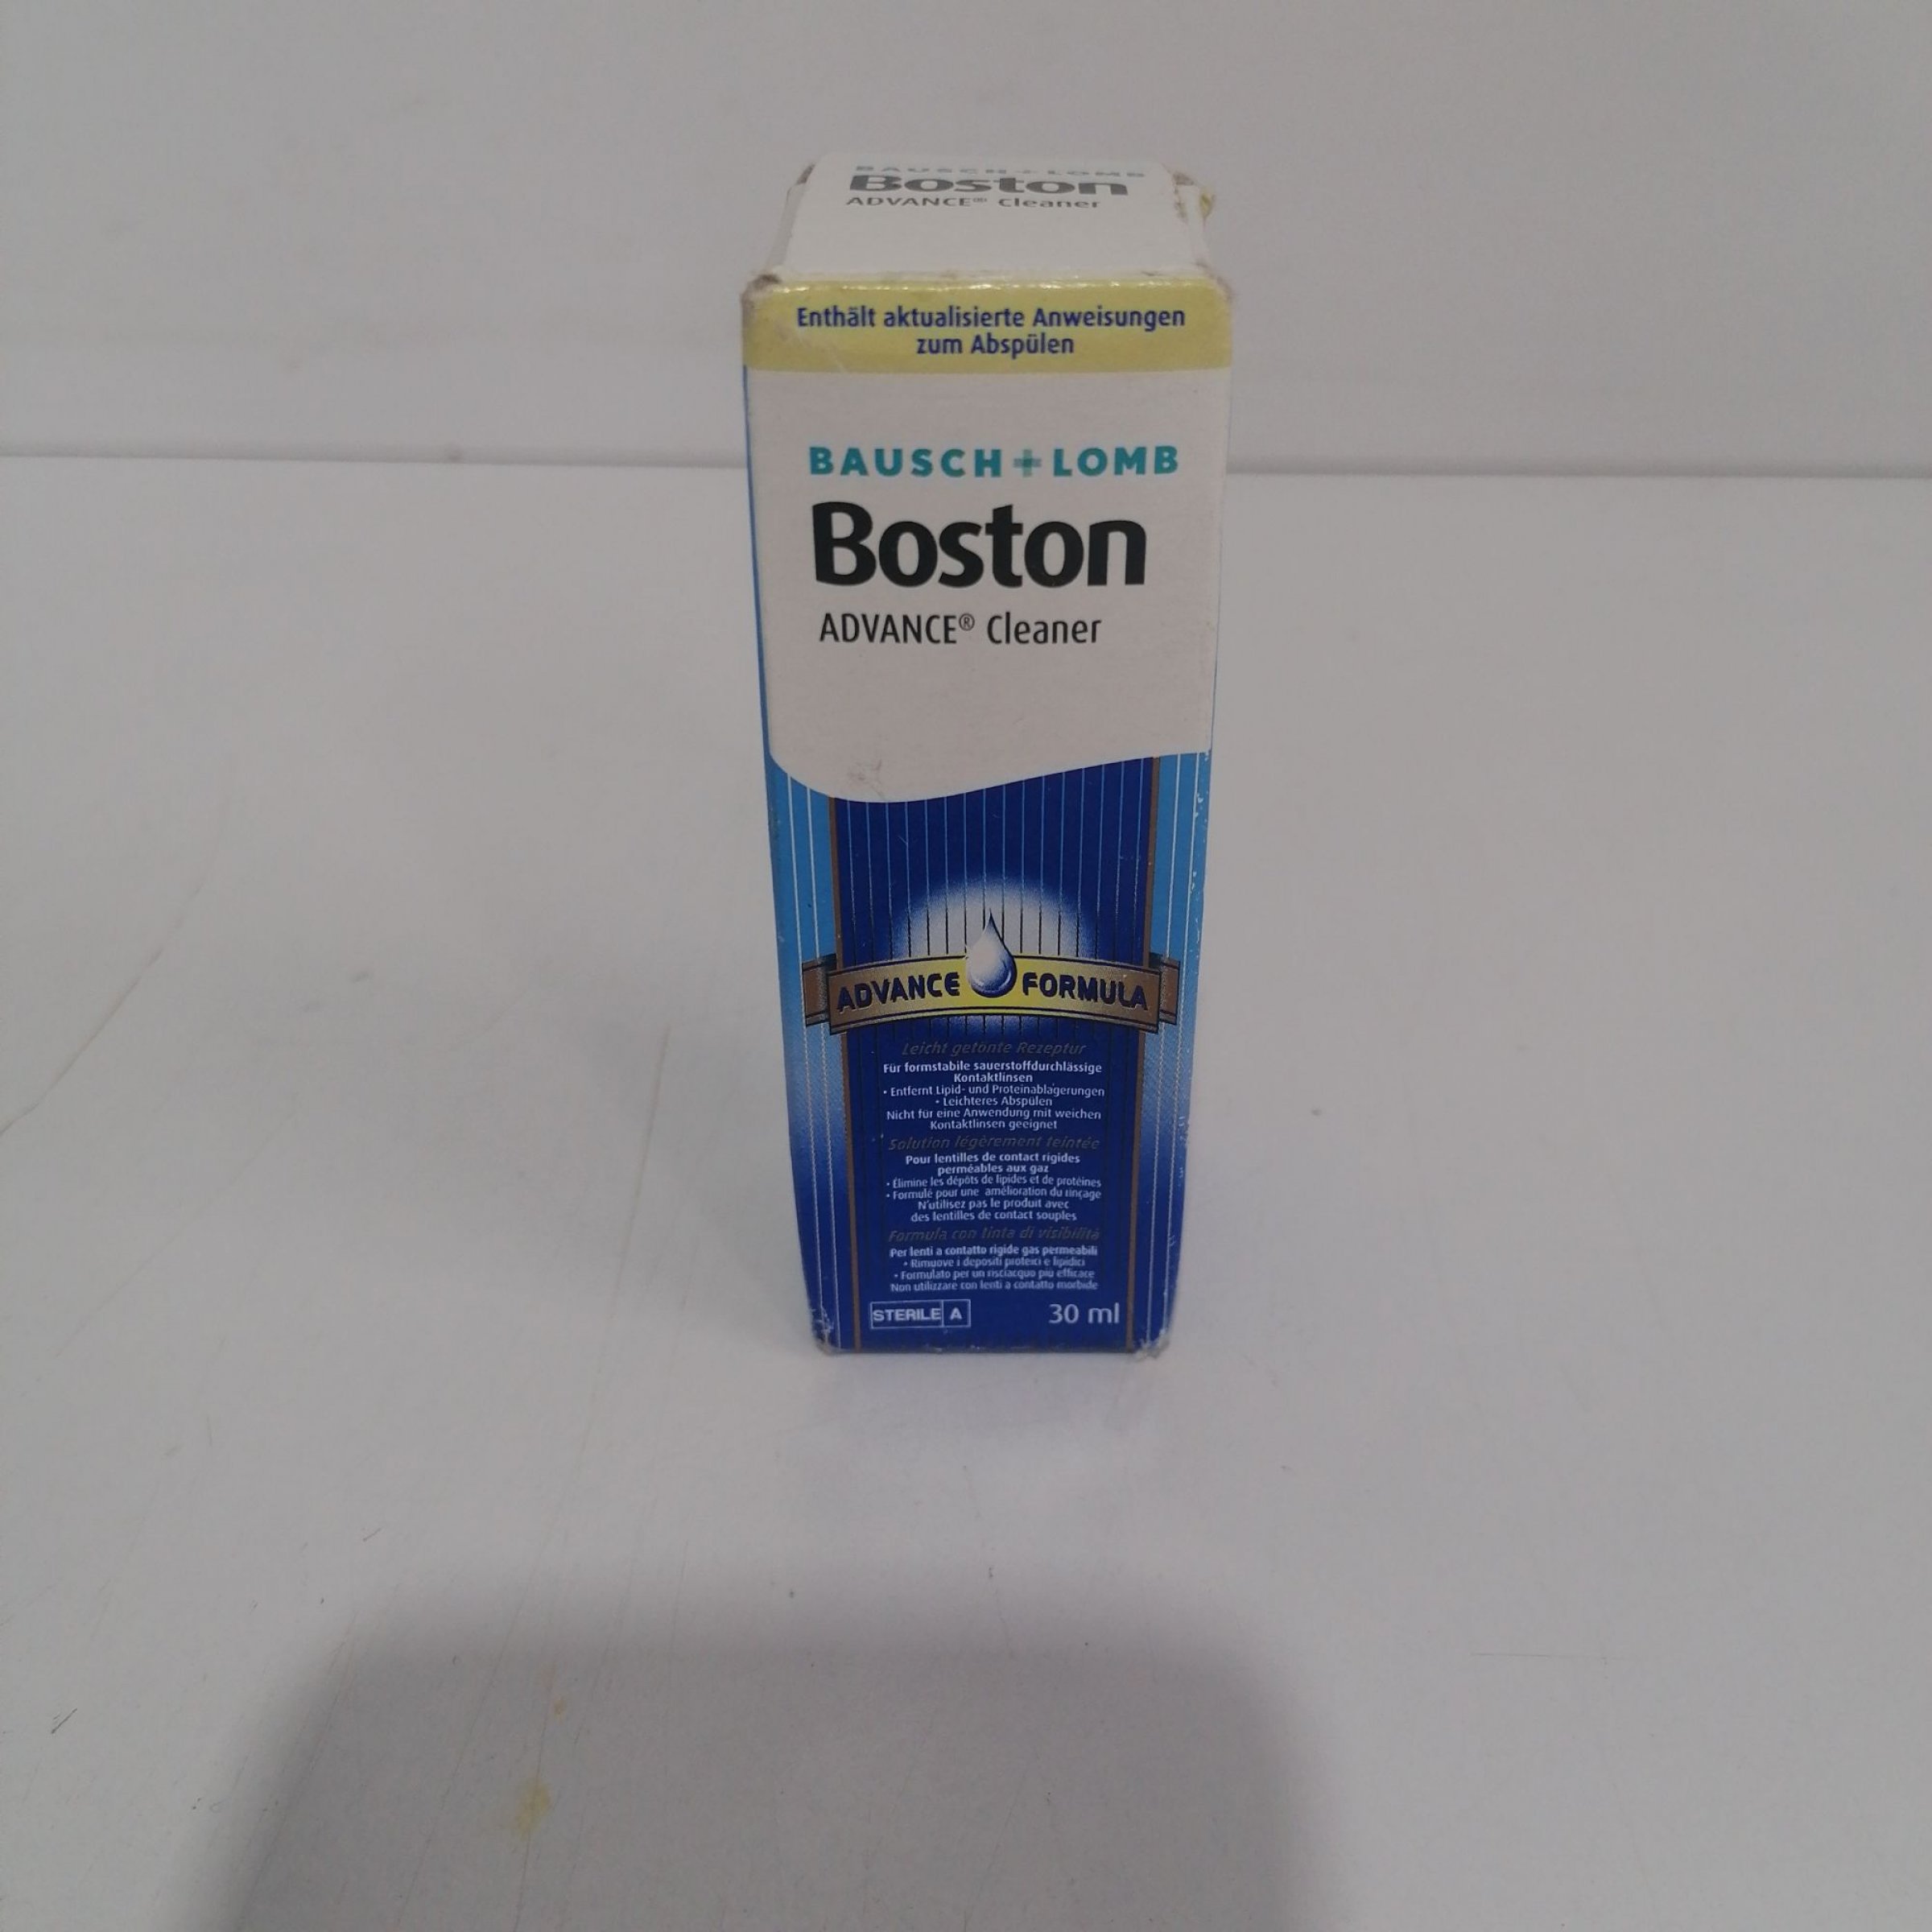 BAUSCH + LOMB
Boston
ADVANCE® Cleaner
Enthält aktualisierte Anweisungen
zum Abspülen
BAUSCH + LOMB
Boston
ADVANCE® Cleaner
ADVANCE FORMULA
Leicht getönte Rezeptur
Für formstabile sauerstoffdurchlässige
Kontaktlinsen
• Entfernt Lipid- und Proteinablagerungen
• Leichteres Abspülen
Nicht für eine Anwendung mit weichen
Kontaktlinsen geeignet
Solution légèrement teintée
Pour lentilles de contact rigides
perméables aux gaz
• Élimine les dépôts de lipides et de protéines
• Formulé pour une amélioration du rinçage
N'utilisez pas le produit avec
des lentilles de contact souples
Formula con tinta di visibilità
Per lenti a contatto rigide gas permeabili
• Rimuove i depositi proteici e lipidici
• Formulato per un risciacquo più efficace
Non utilizzare con lenti a contatto morbide
STERILE A
30 ml